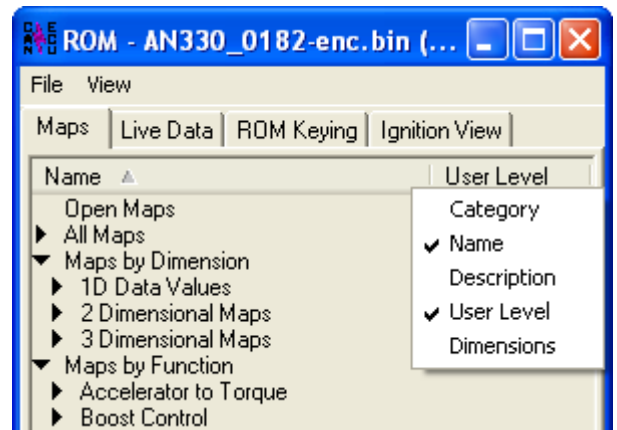 ROM - AN330_0182-enc.bin (...
File View
Maps Live Data ROM Keying Ignition View
Name User Level
Open Maps
All Maps
Maps by Dimension
1D Data Values
2 Dimensional Maps
3 Dimensional Maps
Maps by Function
Accelerator to Torque
Boost Control
Category
Name
Description
User Level
Dimensions